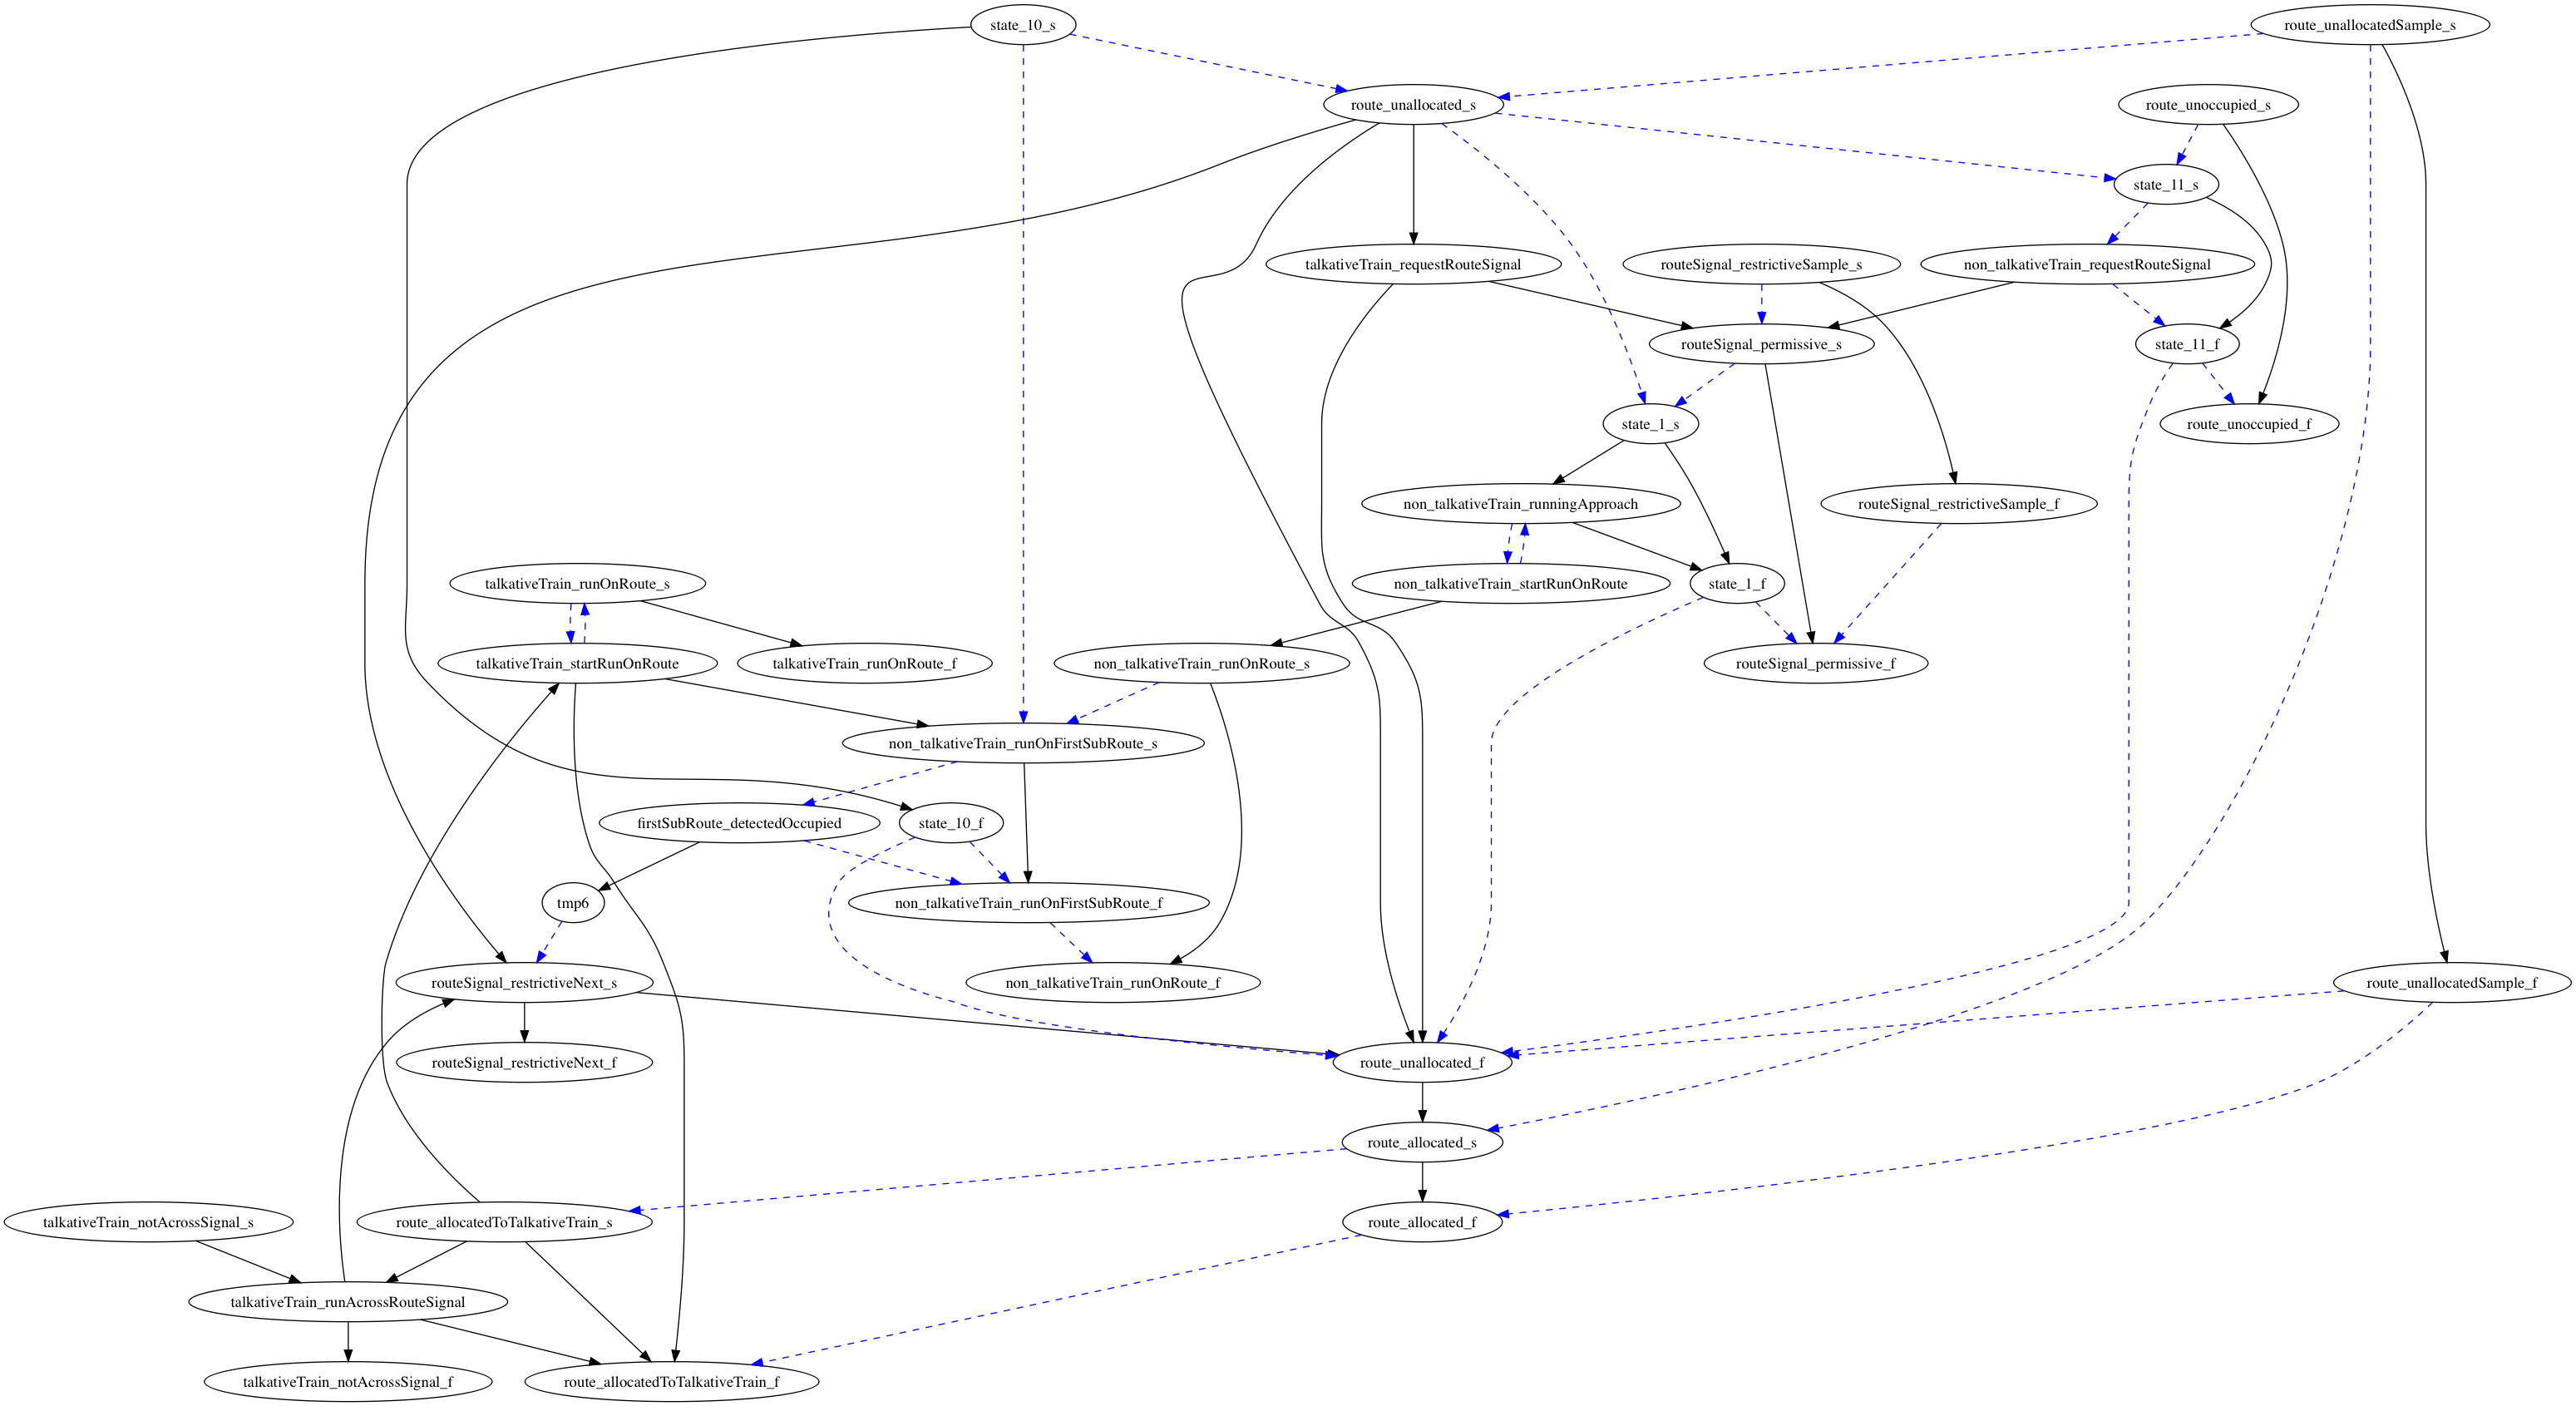 state_10_s
route_unallocatedSample_s
route_unallocated_s
route_unoccupied_s
state_11_s
talkativeTrain_requestRouteSignal
routeSignal_restrictiveSample_s
non_talkativeTrain_requestRouteSignal
routeSignal_permissive_s
state_11_f
state_1_s
route_unoccupied_f
non_talkativeTrain_runningApproach
routeSignal_restrictiveSample_f
talkativeTrain_runOnRoute_s
non_talkativeTrain_startRunOnRoute
state_1_f
talkativeTrain_startRunOnRoute
talkativeTrain_runOnRoute_f
non_talkativeTrain_runOnRoute_s
routeSignal_permissive_f
non_talkativeTrain_runOnFirstSubRoute_s
firstSubRoute_detectedOccupied
state_10_f
tmp6
non_talkativeTrain_runOnFirstSubRoute_f
routeSignal_restrictiveNext_s
non_talkativeTrain_runOnRoute_f
route_unallocatedSample_f
routeSignal_restrictiveNext_f
route_unallocated_f
route_allocated_s
talkativeTrain_notAcrossSignal_s
route_allocatedToTalkativeTrain_s
route_allocated_f
talkativeTrain_runAcrossRouteSignal
talkativeTrain_notAcrossSignal_f
route_allocatedToTalkativeTrain_f